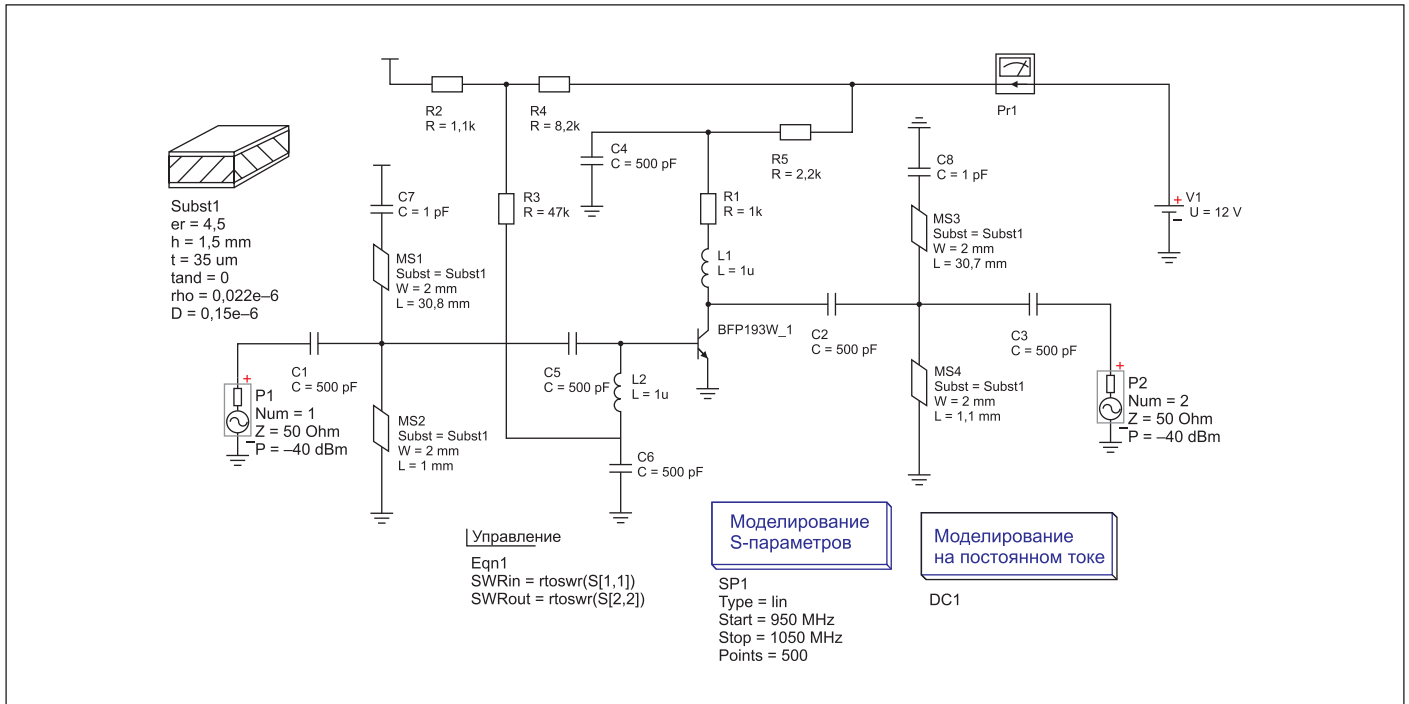 R2
R = 1,1k
R4
R = 8,2k
Pr1
C4
C = 500 pF
R5
R = 2,2k
C8
C = 1 pF
C7
C = 1 pF
R3
R = 47k
R1
R = 1k
V1
U = 12 V
+
–
Subst1
er = 4,5
h = 1,5 mm
t = 35 um
tand = 0
rho = 0,022e–6
D = 0,15e–6
MS1
Subst = Subst1
W = 2 mm
L = 30,8 mm
L1
L = 1u
MS3
Subst = Subst1
W = 2 mm
L = 30,7 mm
BFP193W_1
C2
C = 500 pF
C3
C = 500 pF
C1
C = 500 pF
C5
C = 500 pF
L2
L = 1u
MS4
Subst = Subst1
W = 2 mm
L = 1,1 mm
+
P1
Num = 1
Z = 50 Ohm
–
P = –40 dBm
+
P2
Num = 2
Z = 50 Ohm
–
P = –40 dBm
MS2
Subst = Subst1
W = 2 mm
L = 1 mm
C6
C = 500 pF
Управление
Eqn1
SWRin = rtoswr(S[1,1])
SWRout = rtoswr(S[2,2])
Моделирование
S-параметров
SP1
Type = lin
Start = 950 MHz
Stop = 1050 MHz
Points = 500
Моделирование
на постоянном токе
DC1